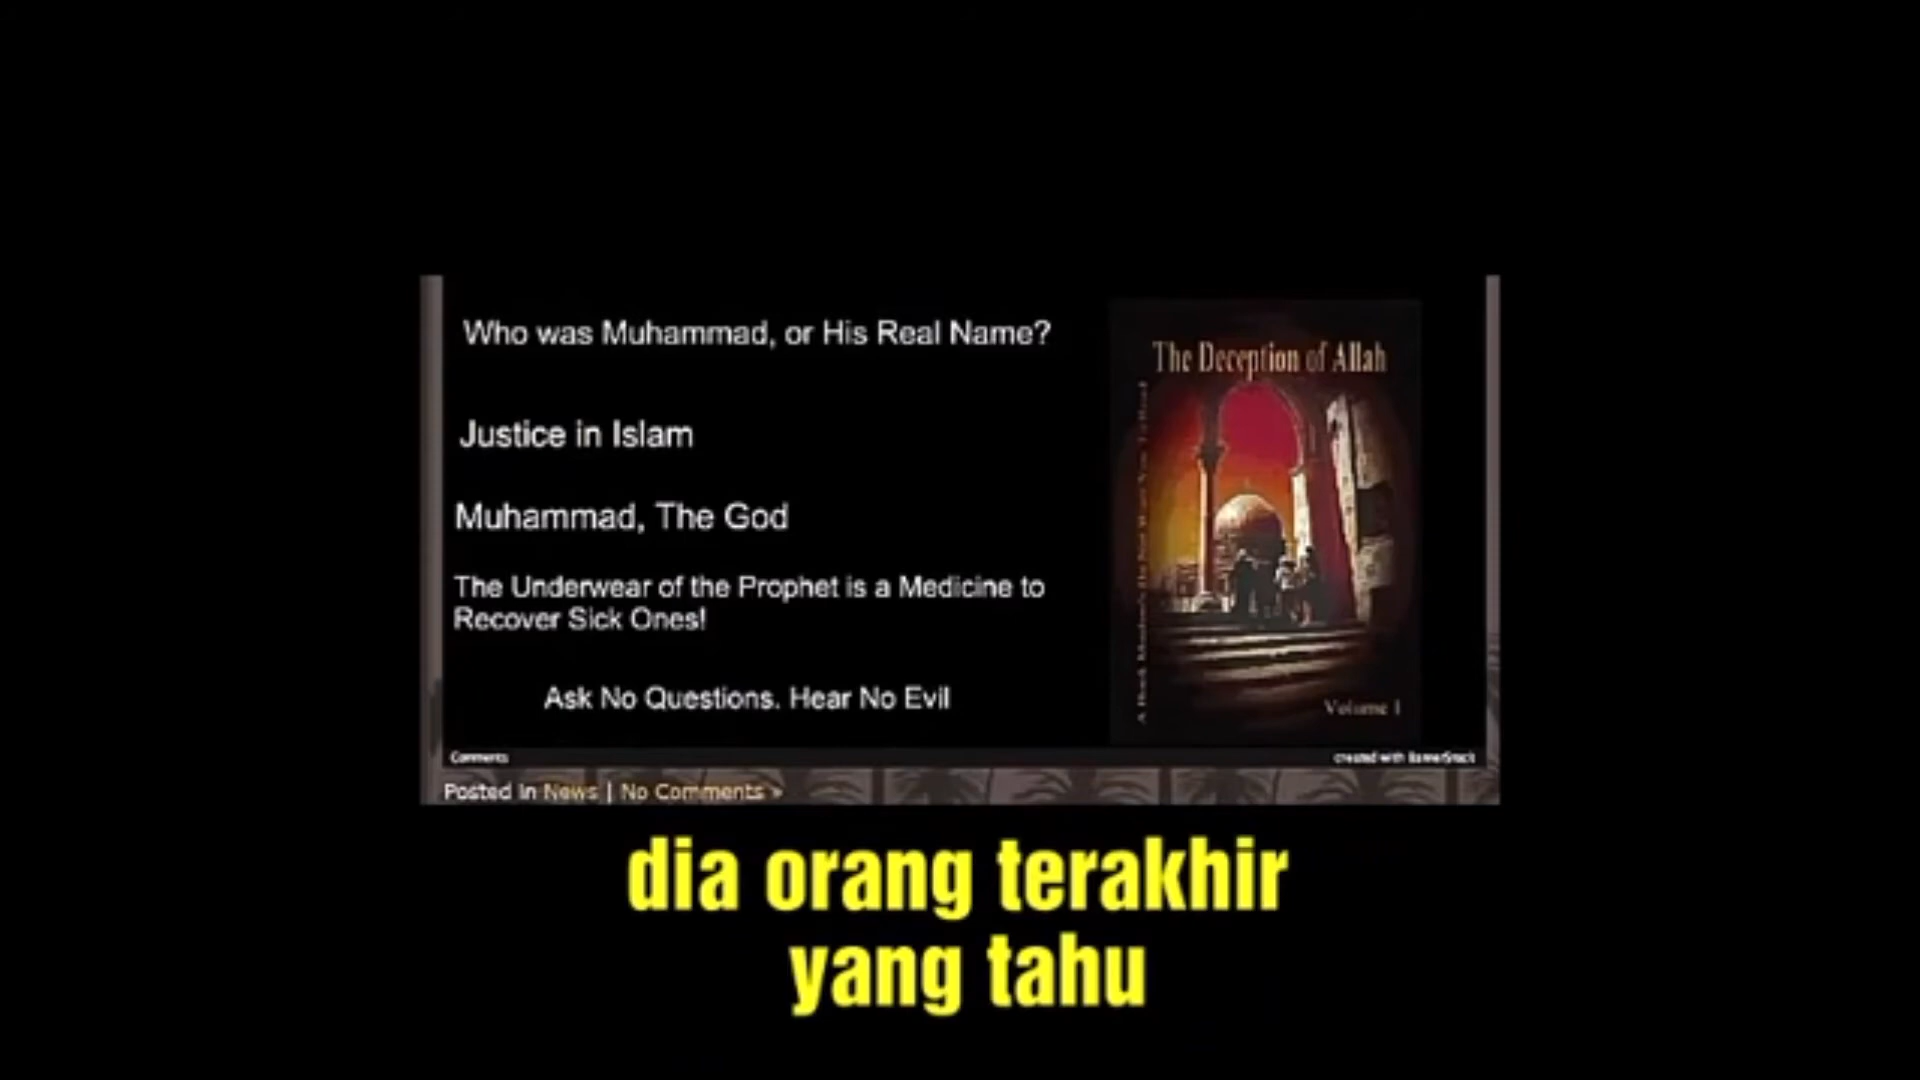 Who was Muhammad, or His Real Name?
Justice in Islam
Muhammad, The God
The Underwear of the Prophet is a Medicine to
Recover Sick Ones!
Ask No Questions. Hear No Evil
The Deception of Allah
Volume 1
Comments
created with BannerSnack
Posted in News | No Comments »
dia orang terakhir
yang tahu